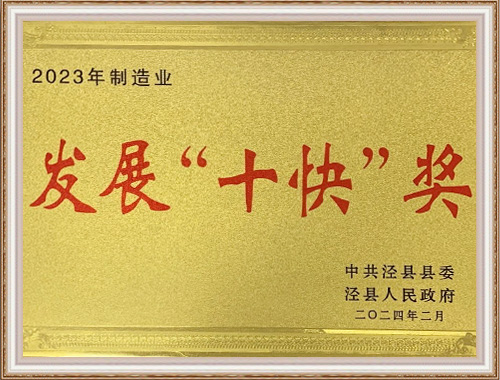 2023年制造业
发展“十快”奖
中共泾县县委
泾县人民政府
二〇二四年二月